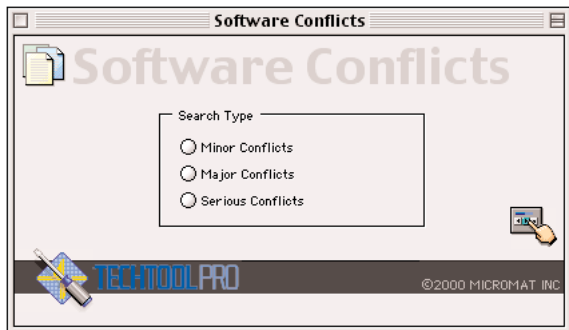 Software Conflicts
Software Conflicts
Search Type
Minor Conflicts
Major Conflicts
Serious Conflicts
TECHTOOL PRO
©2000 MICROMAT INC